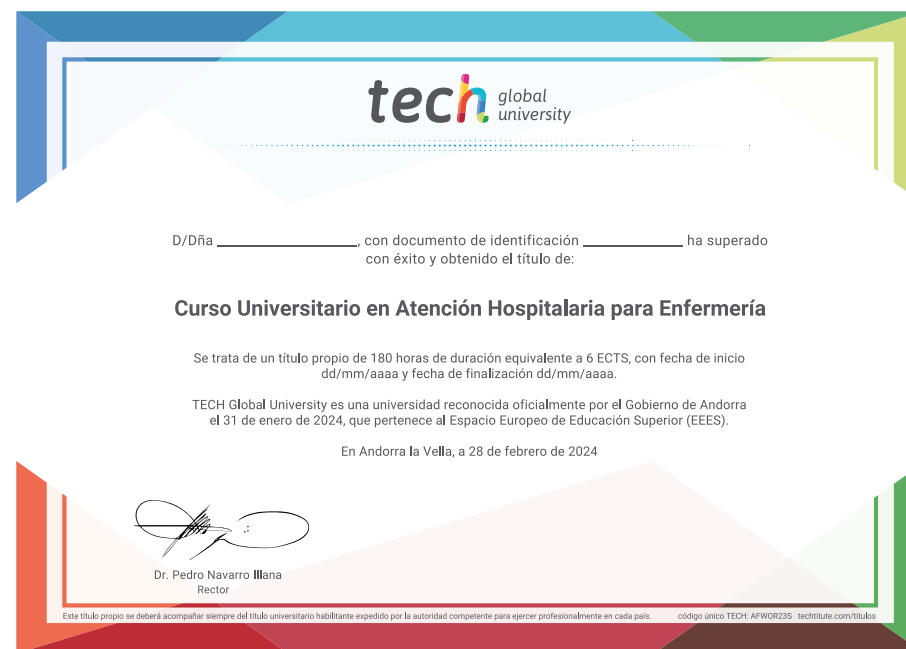 tech global university
D/Dña ______________, con documento de identificación __________ ha superado
con éxito y obtenido el título de:
Curso Universitario en Atención Hospitalaria para Enfermería
Se trata de un título propio de 180 horas de duración equivalente a 6 ECTS, con fecha de inicio
dd/mm/aaaa y fecha de finalización dd/mm/aaaa.
TECH Global University es una universidad reconocida oficialmente por el Gobierno de Andorra
el 31 de enero de 2024, que pertenece al Espacio Europeo de Educación Superior (EEES).
En Andorra la Vella, a 28 de febrero de 2024
Dr. Pedro Navarro Illana
Rector
Este título propio se deberá acompañar siempre del título universitario habilitante expedido por la autoridad competente para ejercer profesionalmente en cada país. código único TECH: AFWOR23S techtitute.com/titulos